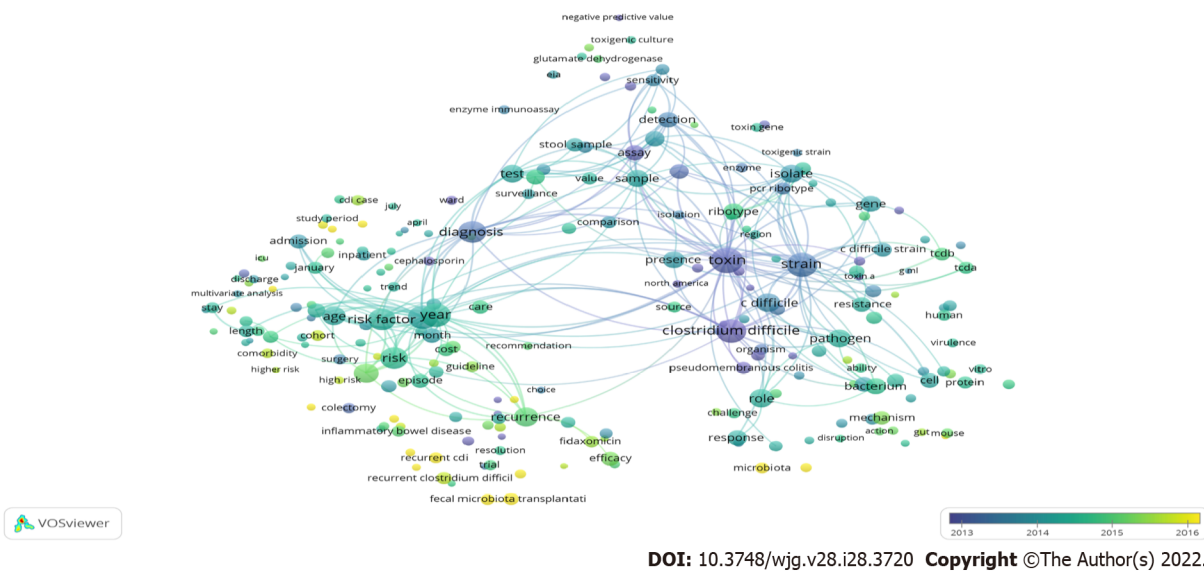 negative predictive value
toxigenic culture
glutamate dehydrogenase
eia
sensitivity
enzyme immunoassay
detection
toxin gene
stool sample
assay
toxigenic strain
test
value
sample
enzyme
isolate
surveillance
pcr ribotype
cdi case
july
ward
gene
study period
april
isolation
ribotype
comparison
diagnosis
region
admission
inpatient
c difficile strain
tcdb
icu
cephalosporin
presence
toxin
strain
january
tcda
discharge
trend
north america
toxin a
g ml
multivariate analysis
stay
care
source
c difficile
resistance
age
risk factor
year
human
length
month
clostridium difficile
pathogen
cohort
cost
recommendation
organism
virulence
comorbidity
surgery
risk
higher risk
guideline
pseudomembranous colitis
ability
vitro
high risk
episode
choice
bacterium
cell
protein
colectomy
role
recurrence
challenge
mechanism
inflammatory bowel disease
fidaxomicin
response
disruption
action
gut
mouse
resolution
recurrent cdi
trial
efficacy
microbiota
recurrent clostridium difficil
fecal microbiota transplantati
VOSviewer
2013 2014 2015 2016
DOI: 10.3748/wjg.v28.i28.3720 Copyright ©The Author(s) 2022.